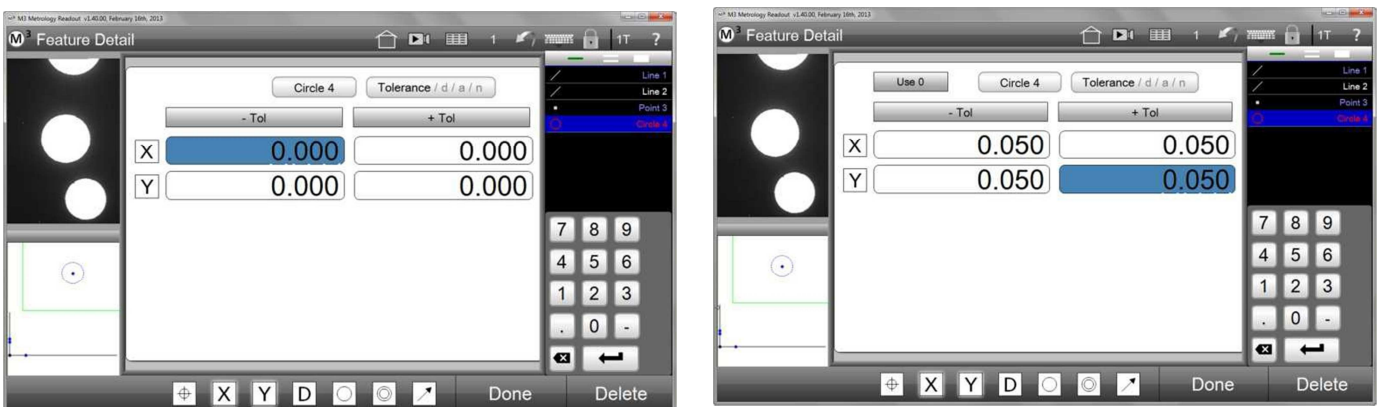 M3 Metrology Readout v1.40.00, February 16th, 2013
M³ Feature Detail 1 1T ?
Circle 4 Tolerance / d / a / n
- Tol + Tol
X 0.000 0.000
Y 0.000 0.000
Line 1
Line 2
Point 3
Circle 4
7 8 9
4 5 6
1 2 3
. 0 -
X Y D Done Delete
M3 Metrology Readout v1.40.00, February 16th, 2013
M³ Feature Detail 1 1T ?
Use 0 Circle 4 Tolerance / d / a / n
- Tol + Tol
X 0.050 0.050
Y 0.050 0.050
Line 1
Line 2
Point 3
Circle 4
7 8 9
4 5 6
1 2 3
. 0 -
X Y D Done Delete